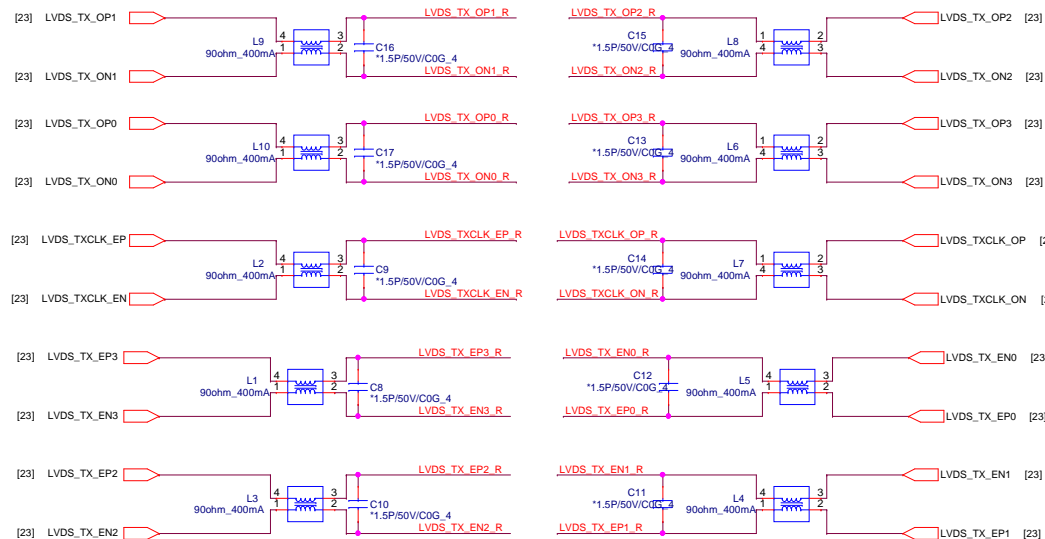 [23] LVDS_TX_OP1
4 3
1 2
L9
90ohm_400mA
LVDS_TX_OP1_R
C16
*1.5P/50V/C0G_4
LVDS_TX_ON1_R
[23] LVDS_TX_ON1
LVDS_TX_OP2_R
C15
*1.5P/50V/C0G_4
LVDS_TX_ON2_R
L8
90ohm_400mA
1 2
4 3
LVDS_TX_OP2 [23]
LVDS_TX_ON2 [23]
[23] LVDS_TX_OP0
4 3
1 2
L10
90ohm_400mA
LVDS_TX_OP0_R
C17
*1.5P/50V/C0G_4
LVDS_TX_ON0_R
[23] LVDS_TX_ON0
LVDS_TX_OP3_R
C13
*1.5P/50V/C0G_4
LVDS_TX_ON3_R
L6
90ohm_400mA
1 2
4 3
LVDS_TX_OP3 [23]
LVDS_TX_ON3 [23]
[23] LVDS_TXCLK_EP
4 3
1 2
L2
90ohm_400mA
LVDS_TXCLK_EP_R
C9
*1.5P/50V/C0G_4
LVDS_TXCLK_EN_R
[23] LVDS_TXCLK_EN
LVDS_TXCLK_OP_R
C14
*1.5P/50V/C0G_4
LVDS_TXCLK_ON_R
L7
90ohm_400mA
1 2
4 3
LVDS_TXCLK_OP
LVDS_TXCLK_ON
[23] LVDS_TX_EP3
4 3
1 2
L1
90ohm_400mA
LVDS_TX_EP3_R
C8
*1.5P/50V/C0G_4
LVDS_TX_EN3_R
[23] LVDS_TX_EN3
LVDS_TX_EN0_R
C12
*1.5P/50V/C0G_4
LVDS_TX_EP0_R
L5
90ohm_400mA
4 3
1 2
LVDS_TX_EN0 [23
LVDS_TX_EP0 [23]
[23] LVDS_TX_EP2
4 3
1 2
L3
90ohm_400mA
LVDS_TX_EP2_R
C10
*1.5P/50V/C0G_4
LVDS_TX_EN2_R
[23] LVDS_TX_EN2
LVDS_TX_EN1_R
C11
*1.5P/50V/C0G_4
LVDS_TX_EP1_R
L4
90ohm_400mA
4 3
1 2
LVDS_TX_EN1 [23]
LVDS_TX_EP1 [23]